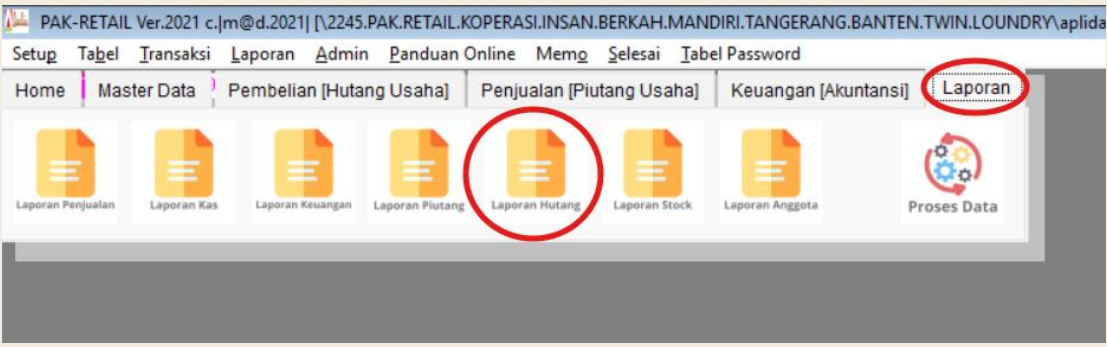 PAK-RETAIL Ver.2021 c.|m@d.2021| [\2245.PAK.RETAIL.KOPERASI.INSAN.BERKAH.MANDIRI.TANGERANG.BANTEN.TWIN.LOUNDRY\aplida
Setup Tabel Transaksi Laporan Admin Panduan Online Memo Selesai Tabel Password
Home Master Data Pembelian [Hutang Usaha] Penjualan [Piutang Usaha] Keuangan [Akuntansi] Laporan
Laporan Penjualan Laporan Kas Laporan Keuangan Laporan Piutang Laporan Hutang Laporan Stock Laporan Anggota Proses Data